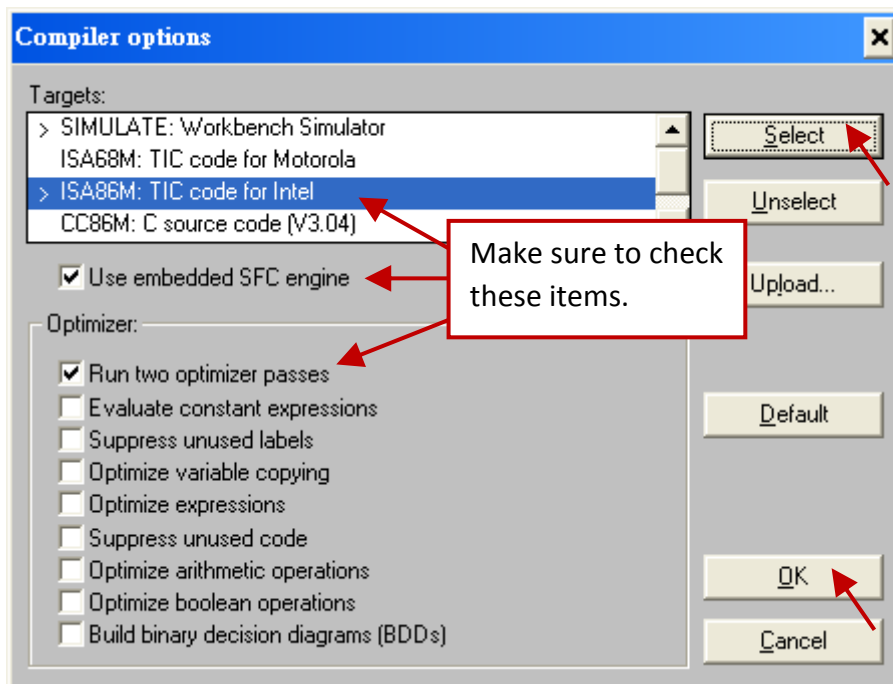 Compiler options
Targets:
> SIMULATE: Workbench Simulator
ISA68M: TIC code for Motorola
> ISA86M: TIC code for Intel
CC86M: C source code (V3.04)
Select
Unselect
Upload...
Make sure to check
these items.
Use embedded SFC engine
Optimizer:
Run two optimizer passes
Evaluate constant expressions
Suppress unused labels
Optimize variable copying
Optimize expressions
Suppress unused code
Optimize arithmetic operations
Optimize boolean operations
Build binary decision diagrams (BDDs)
Default
OK
Cancel